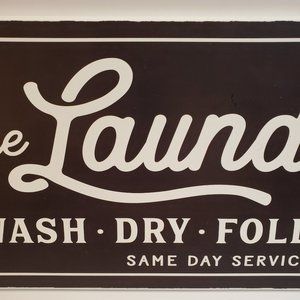 e Laund
WASH · DRY · FOL
SAME DAY SERVIC